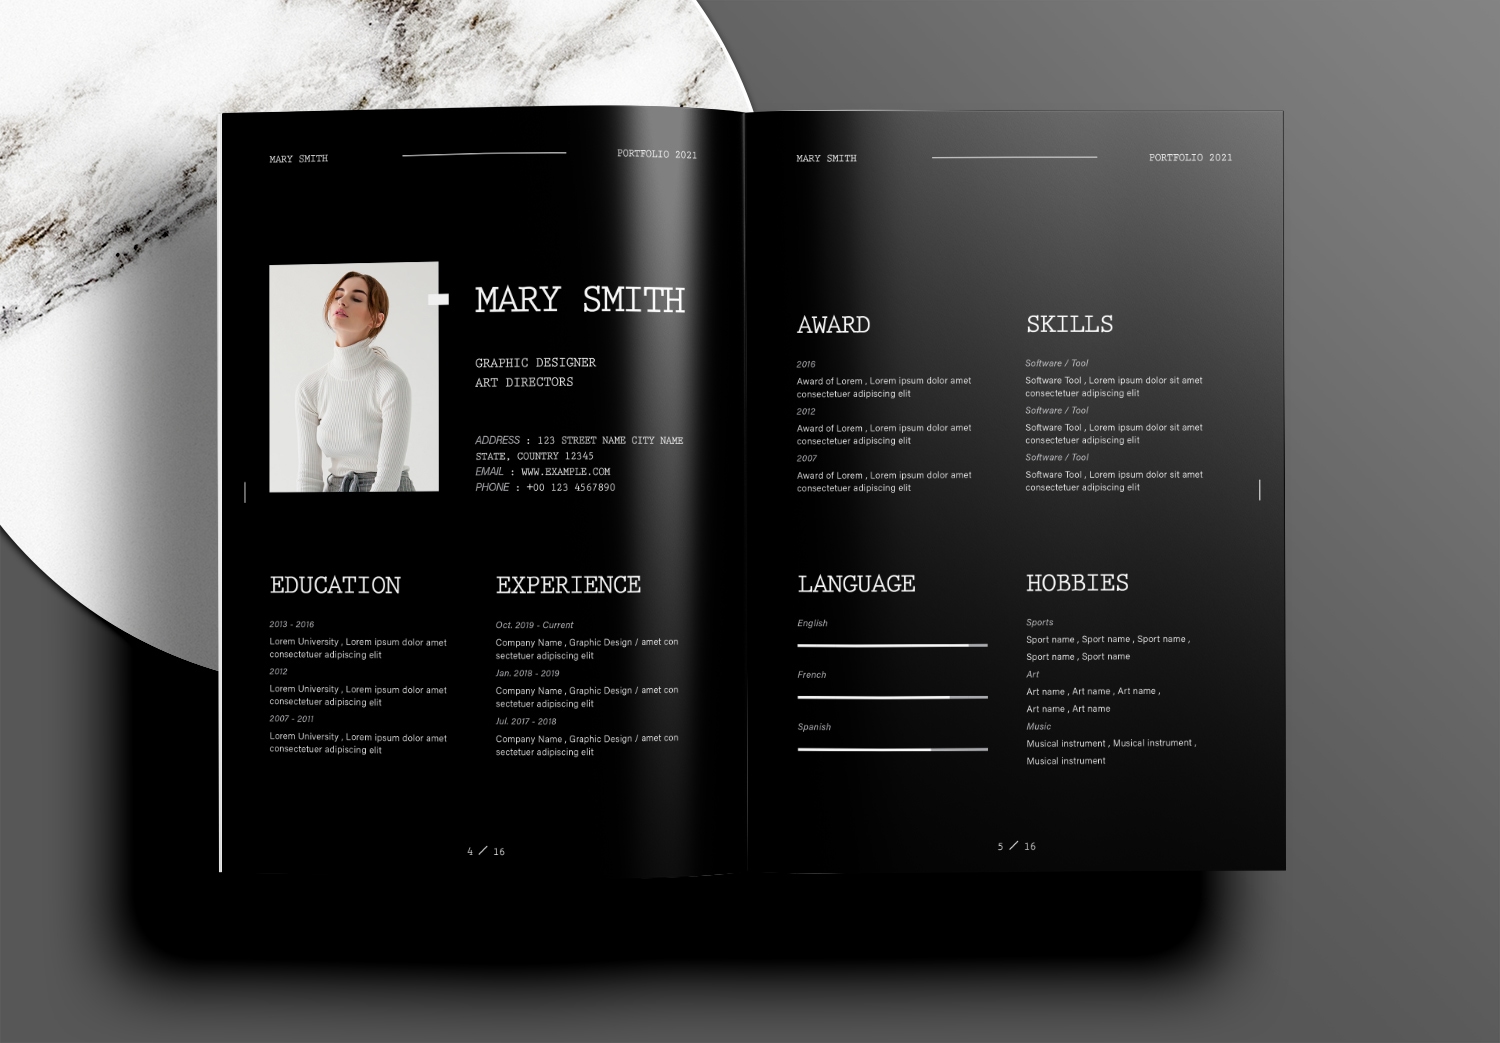 MARY SMITH
PORTFOLIO 2021
MARY SMITH
GRAPHIC DESIGNER
ART DIRECTORS
ADDRESS : 123 STREET NAME CITY NAME
STATE, COUNTRY 12345
EMAIL : WWW.EXAMPLE.COM
PHONE : +00 123 4567890
EDUCATION
2013 - 2016
Lorem University , Lorem ipsum dolor amet
consectetuer adipiscing elit
2012
Lorem University , Lorem ipsum dolor amet
consectetuer adipiscing elit
2007 - 2011
Lorem University , Lorem ipsum dolor amet
consectetuer adipiscing elit
EXPERIENCE
Oct. 2019 - Current
Company Name , Graphic Design / amet con
sectetuer adipiscing elit
Jan. 2018 - 2019
Company Name , Graphic Design / amet con
sectetuer adipiscing elit
Jul. 2017 - 2018
Company Name , Graphic Design / amet con
sectetuer adipiscing elit
4 / 16
MARY SMITH
PORTFOLIO 2021
AWARD
2016
Award of Lorem , Lorem ipsum dolor amet
consectetuer adipiscing elit
2012
Award of Lorem , Lorem ipsum dolor amet
consectetuer adipiscing elit
2007
Award of Lorem , Lorem ipsum dolor amet
consectetuer adipiscing elit
SKILLS
Software / Tool
Software Tool , Lorem ipsum dolor sit amet
consectetuer adipiscing elit
Software / Tool
Software Tool , Lorem ipsum dolor sit amet
consectetuer adipiscing elit
Software / Tool
Software Tool , Lorem ipsum dolor sit amet
consectetuer adipiscing elit
LANGUAGE
English
French
Spanish
HOBBIES
Sports
Sport name , Sport name , Sport name ,
Sport name , Sport name
Art
Art name , Art name , Art name ,
Art name , Art name
Music
Musical instrument , Musical instrument ,
Musical instrument
5 / 16